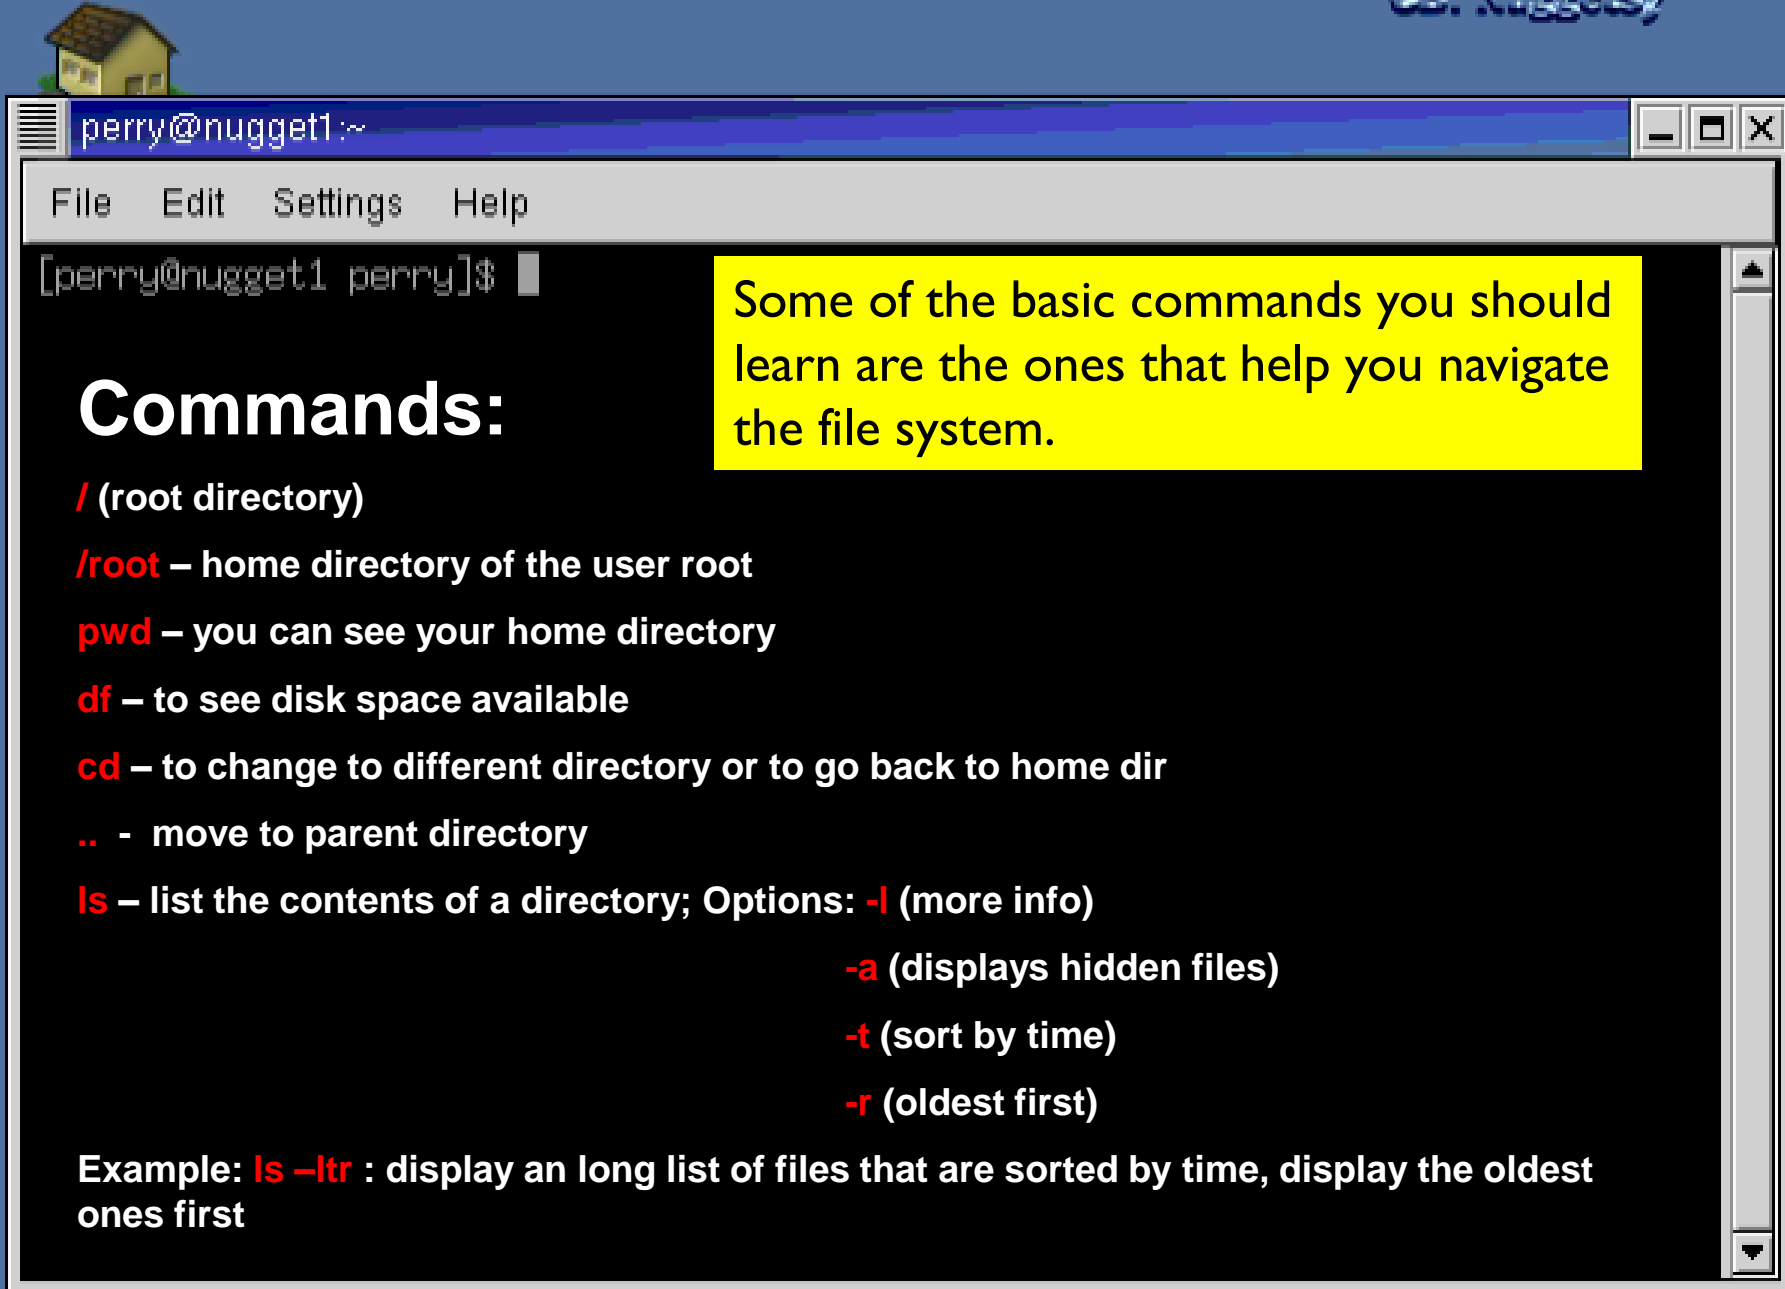 perry@nugget1:~
File Edit Settings Help
[perry@nugget1 perry]$
Some of the basic commands you should
learn are the ones that help you navigate
the file system.
Commands:
/ (root directory)
/root – home directory of the user root
pwd – you can see your home directory
df – to see disk space available
cd – to change to different directory or to go back to home dir
.. - move to parent directory
ls – list the contents of a directory; Options: -l (more info)
-a (displays hidden files)
-t (sort by time)
-r (oldest first)
Example: ls –ltr : display an long list of files that are sorted by time, display the oldest
ones first